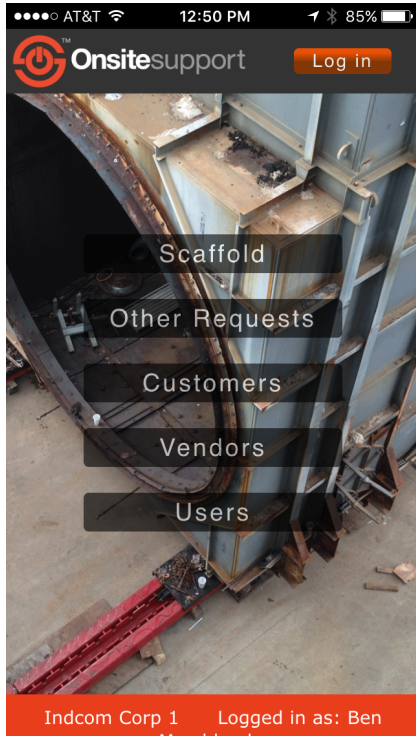 AT&T 12:50 PM 85%
Onsitesupport™
Log in
Scaffold
Other Requests
Customers
Vendors
Users
Indcom Corp 1 Logged in as: Ben